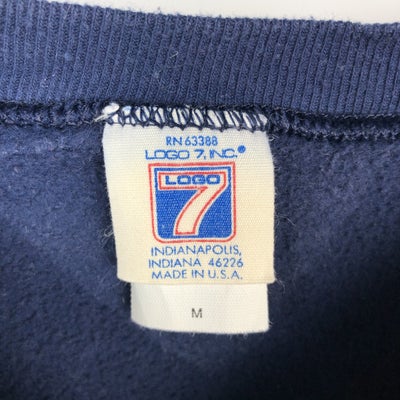 RN 63388
LOGO 7, INC.®
LOGO
7
INDIANAPOLIS,
INDIANA 46226
MADE IN U.S.A.
M